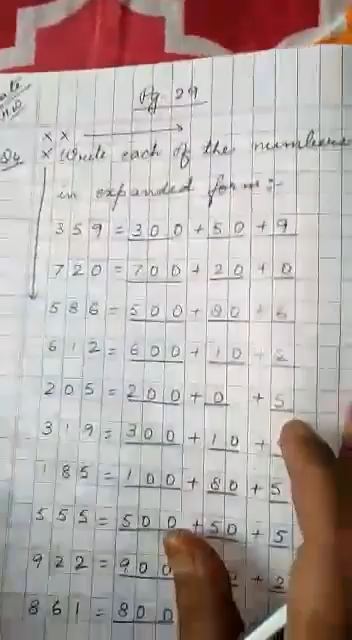 Pg 29
Q4 Write each of the numbers
in expanded form:-
359 = 300 + 50 + 9
720 = 700 + 20 + 0
586 = 500 + 80 + 6
612 = 600 + 10 + 2
205 = 200 + 0 + 5
319 = 300 + 10 +
185 = 100 + 80 + 5
555 = 500 + 50 + 5
922 = 900 + 2
861 = 800